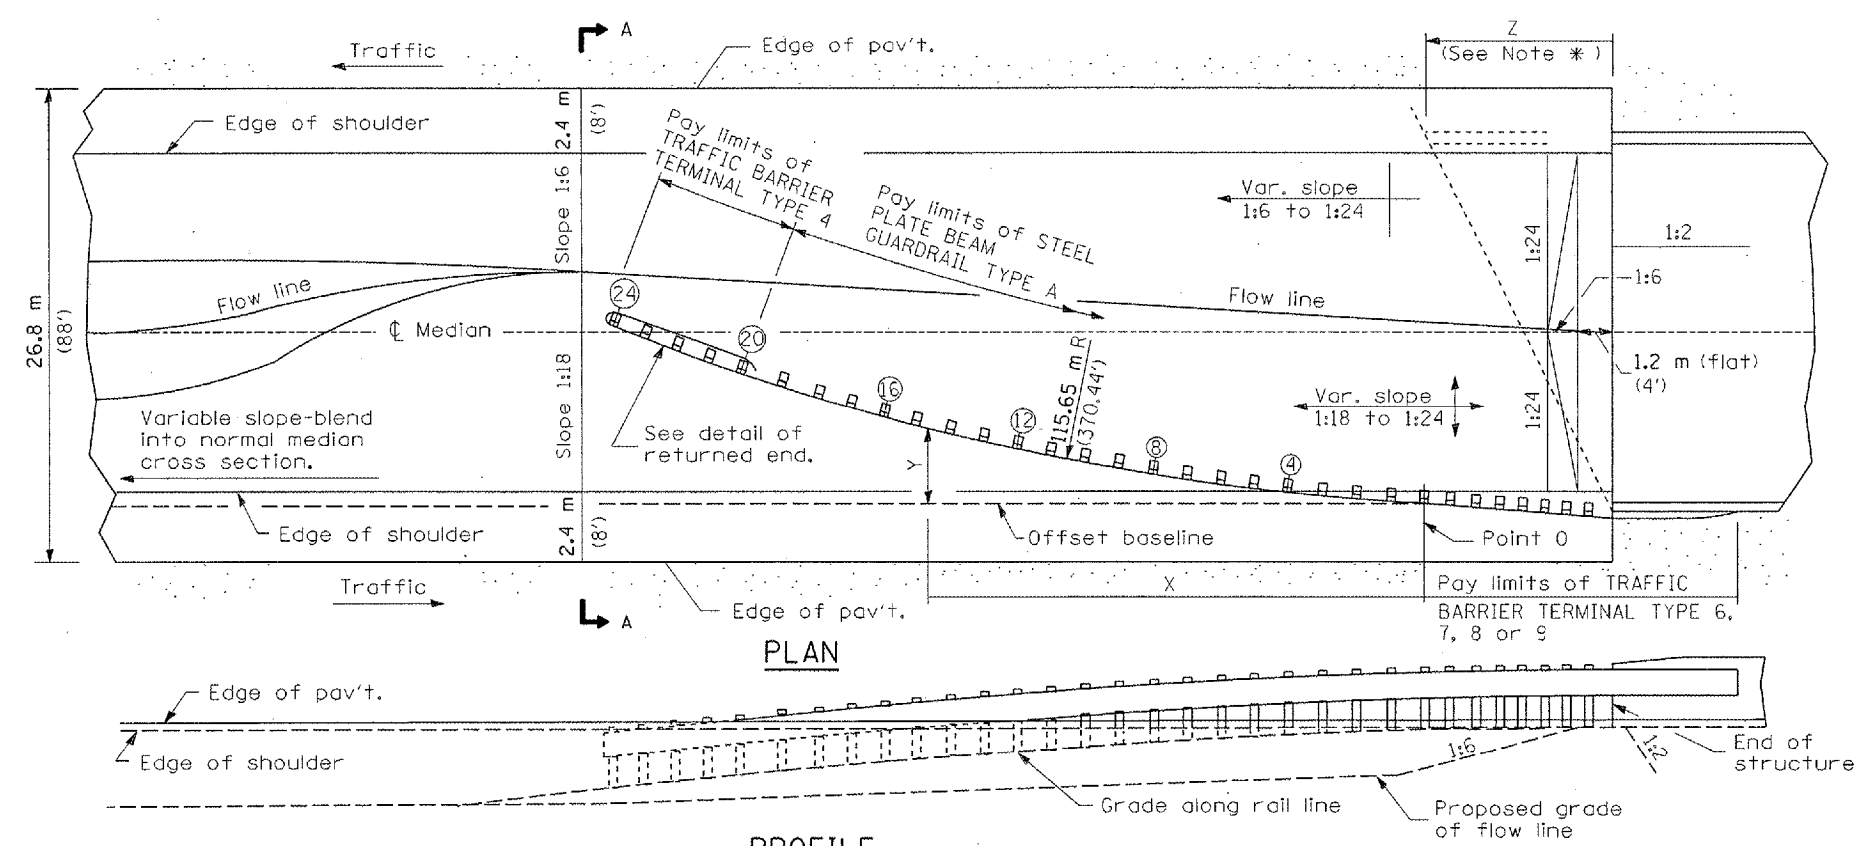 A
Traffic
Edge of pav't.
Z
(See Note * )
Edge of shoulder
2.4 m
(8')
Pay limits of
TRAFFIC BARRIER
TERMINAL TYPE 4
Slope 1:6
Pay limits of STEEL
PLATE BEAM
GUARDRAIL TYPE A
Var. slope
1:6 to 1:24
1:24
1:2
1:6
26.8 m
(88')
Flow line
24
Flow line
℄ Median
20
1.2 m (flat)
(4')
Slope 1:18
16
115.65 m R
(370.44')
Var. slope
1:18 to 1:24
1:24
Variable slope-blend
into normal median
cross section.
See detail of
returned end.
12
8
4
Y
2.4 m
(8')
Edge of shoulder
Offset baseline
Point 0
Traffic
A
Edge of pav't.
X
Pay limits of TRAFFIC
BARRIER TERMINAL TYPE 6,
7, 8 or 9
PLAN
Edge of pav't.
Edge of shoulder
1:6
1:2
End of
structure
Grade along rail line
Proposed grade
of flow line
PROFILE